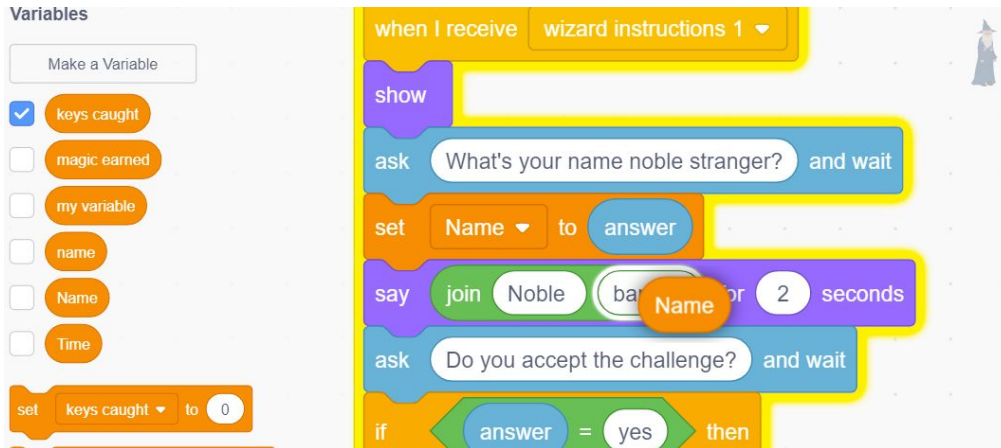 Variables
Make a Variable
keys caught
magic earned
my variable
name
Name
Time
set keys caught to 0
when I receive wizard instructions 1
show
ask What's your name noble stranger? and wait
set Name to answer
say join Noble Name 2 seconds
ask Do you accept the challenge? and wait
if answer = yes then